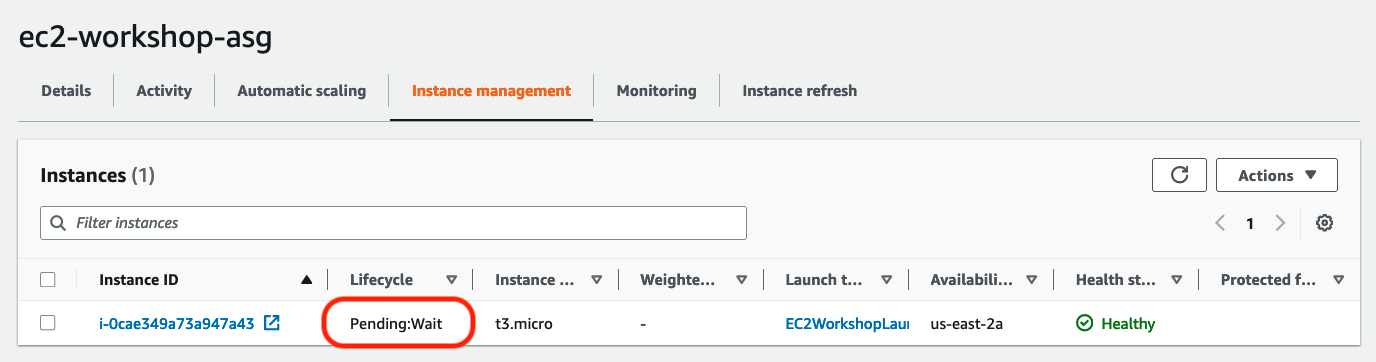 ec2-workshop-asg
Details Activity Automatic scaling Instance management Monitoring Instance refresh
Instances (1)
Actions
Filter instances
1
Instance ID Lifecycle Instance ... Weighte... Launch t... Availabili... Health st... Protected f...
i-0cae349a73a947a43 Pending:Wait t3.micro - EC2WorkshopLau us-east-2a Healthy